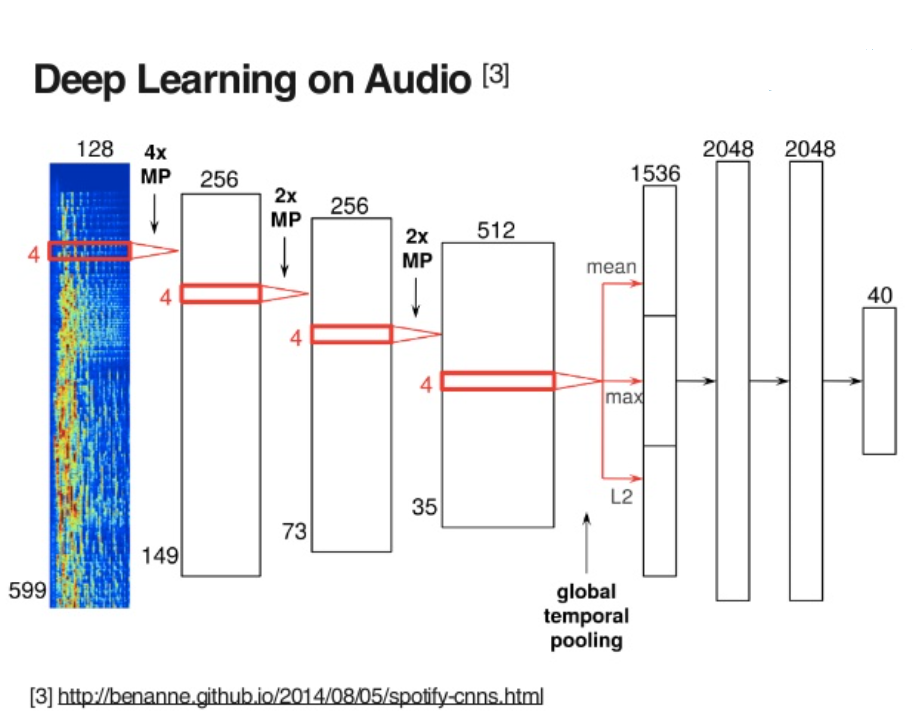 Deep Learning on Audio [3]
128
4x
MP
256
2x
MP
256
2x
MP
512
1536
2048
2048
40
4
4
4
4
mean
max
L2
599
149
73
35
global
temporal
pooling
[3] http://benanne.github.io/2014/08/05/spotify-cnns.html